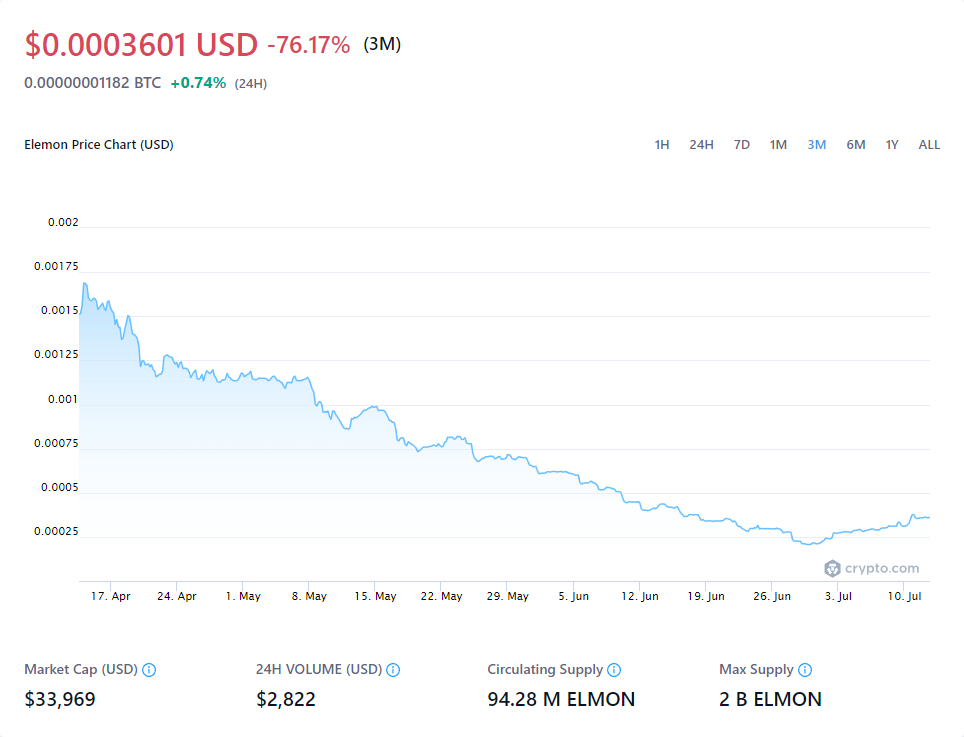 $0.0003601 USD -76.17% (3M)
0.00000001182 BTC +0.74% (24H)
Elemon Price Chart (USD) 1H 24H 7D 1M 3M 6M 1Y ALL
0.002
0.00175
0.0015
0.00125
0.001
0.00075
0.0005
0.00025
crypto.com
17. Apr 24. Apr 1. May 8. May 15. May 22. May 29. May 5. Jun 12. Jun 19. Jun 26. Jun 3. Jul 10. Jul
Market Cap (USD) 24H VOLUME (USD) Circulating Supply Max Supply
$33,969 $2,822 94.28 M ELMON 2 B ELMON